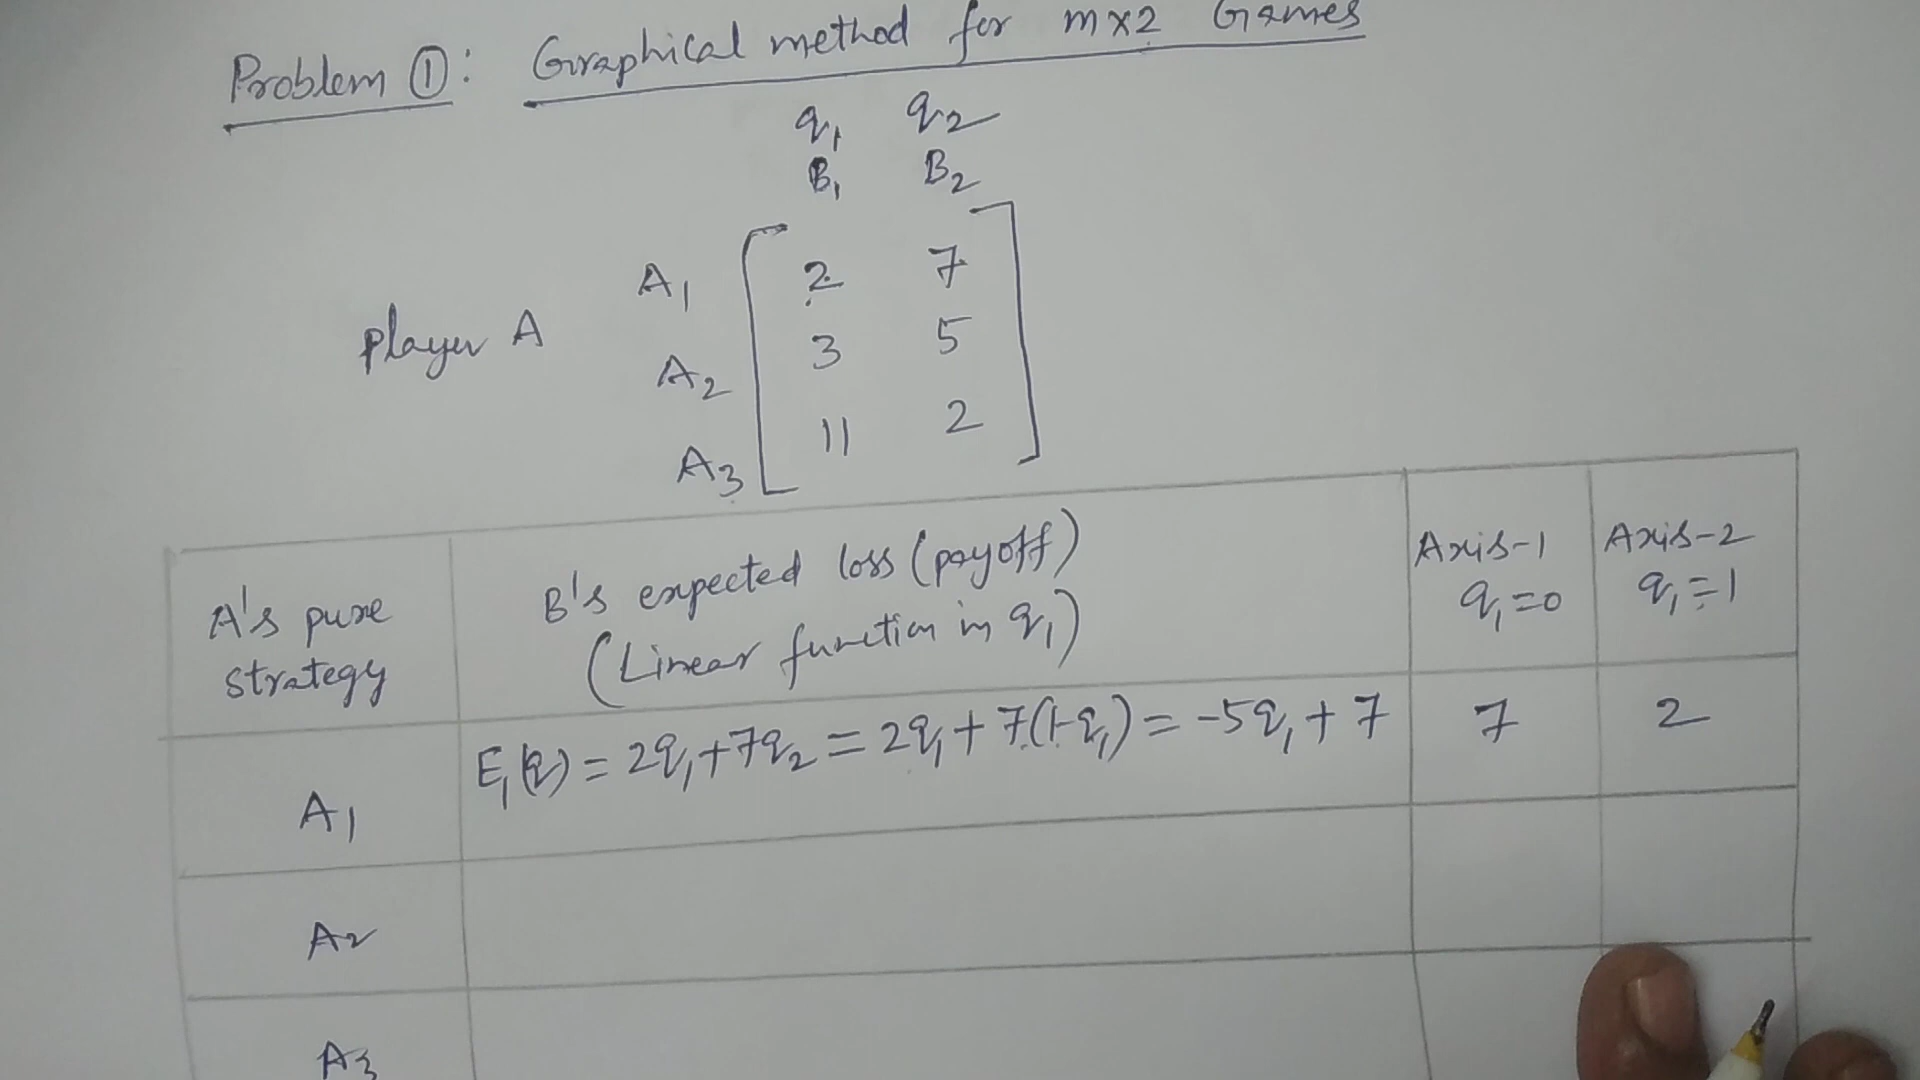 Problem ①: Graphical method for m×2 Games
q₁ q₂
B₁ B₂
A₁ 2 7
Player A
A₂ 3 5
A₃ 11 2
A's pure strategy
B's expected loss (payoff)
(Linear function in q₁)
Axis-1
q₁=0
Axis-2
q₁=1
A₁
E₁(q) = 2q₁+7q₂ = 2q₁+7(1-q₁) = -5q₁+7
7
2
A₂
A₃